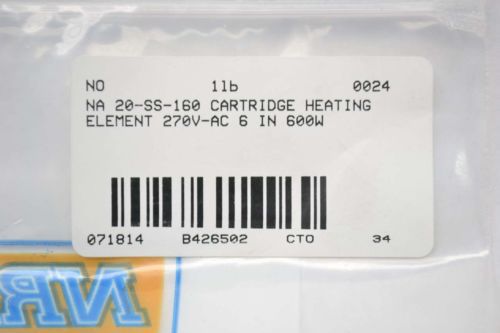 NO 1lb 0024
NA 20-SS-160 CARTRIDGE HEATING
ELEMENT 270V-AC 6 IN 600W
071814 B426502 CTO 34
NR